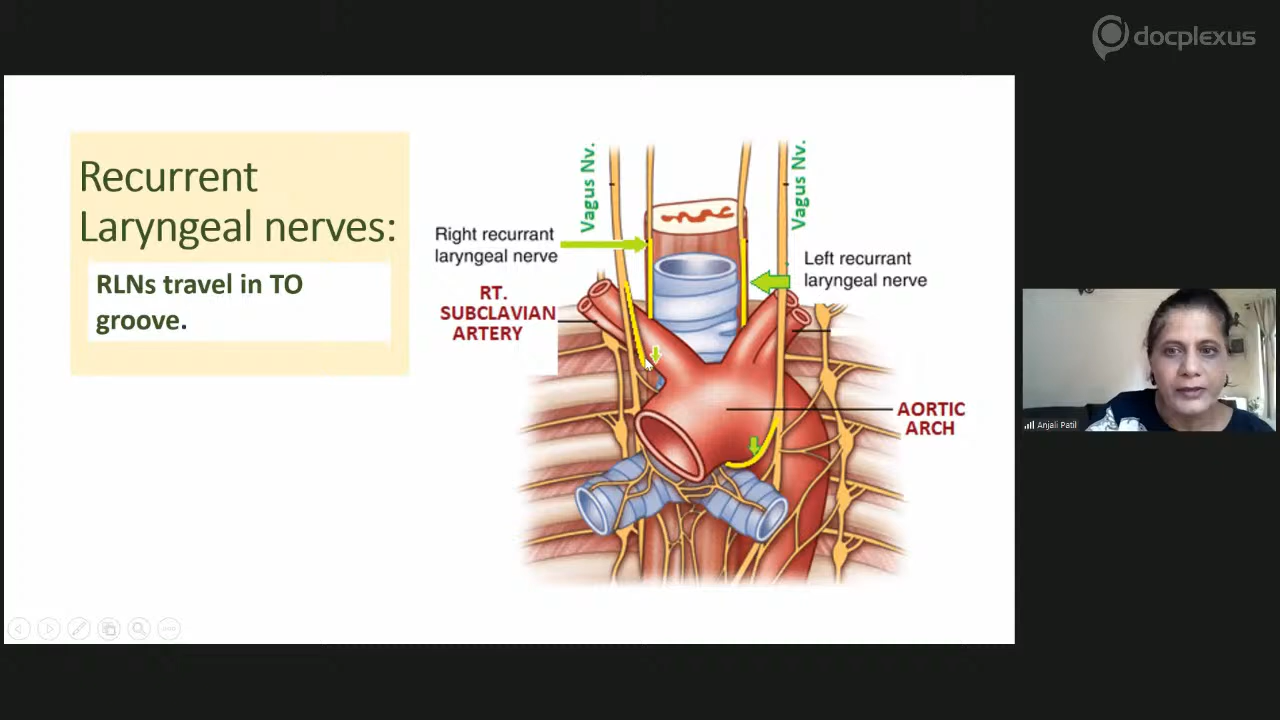 docplexus
Recurrent
Laryngeal nerves:
RLNs travel in TO
groove.
Vagus Nv.
Vagus Nv.
Right recurrant
laryngeal nerve
Left recurrant
laryngeal nerve
RT.
SUBCLAVIAN
ARTERY
AORTIC
ARCH
Anjali Patil